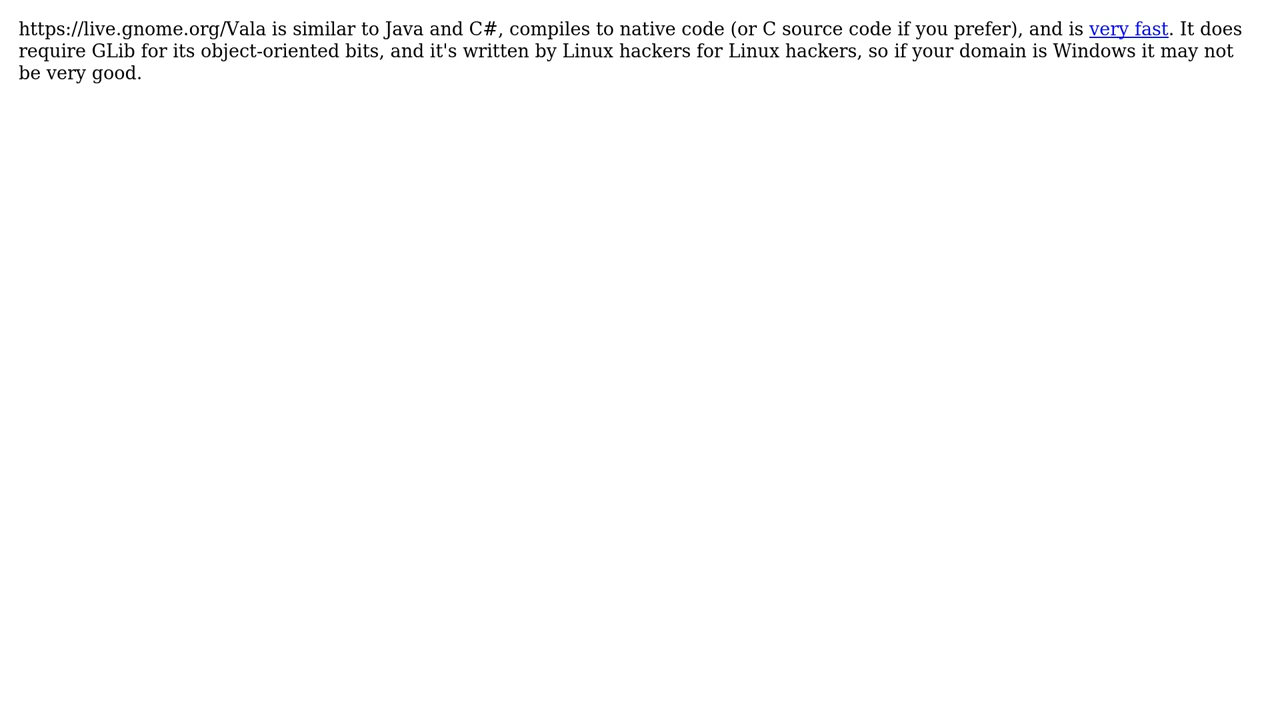 https://live.gnome.org/Vala is similar to Java and C#, compiles to native code (or C source code if you prefer), and is very fast. It does
require GLib for its object-oriented bits, and it's written by Linux hackers for Linux hackers, so if your domain is Windows it may not
be very good.